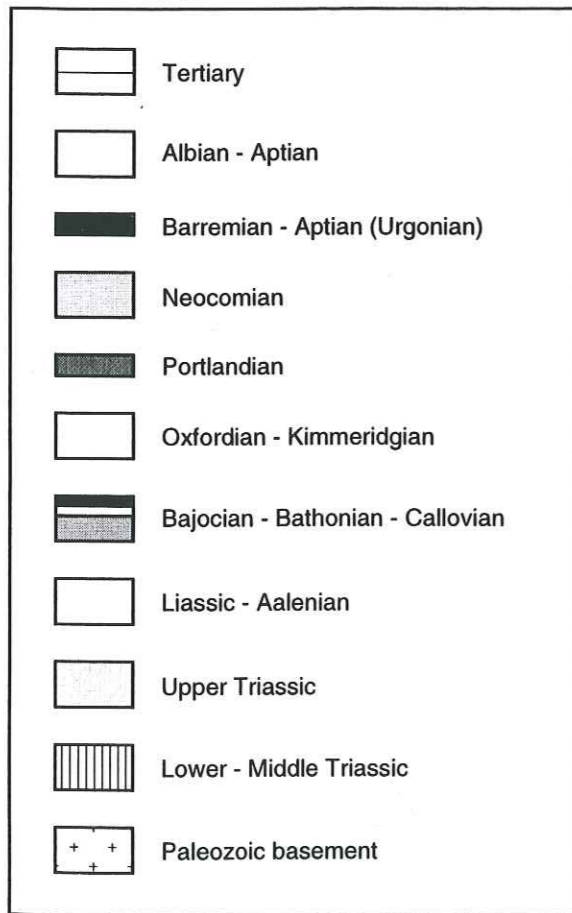 Tertiary
Albian - Aptian
Barremian - Aptian (Urgonian)
Neocomian
Portlandian
Oxfordian - Kimmeridgian
Bajocian - Bathonian - Callovian
Liassic - Aalenian
Upper Triassic
Lower - Middle Triassic
Paleozoic basement